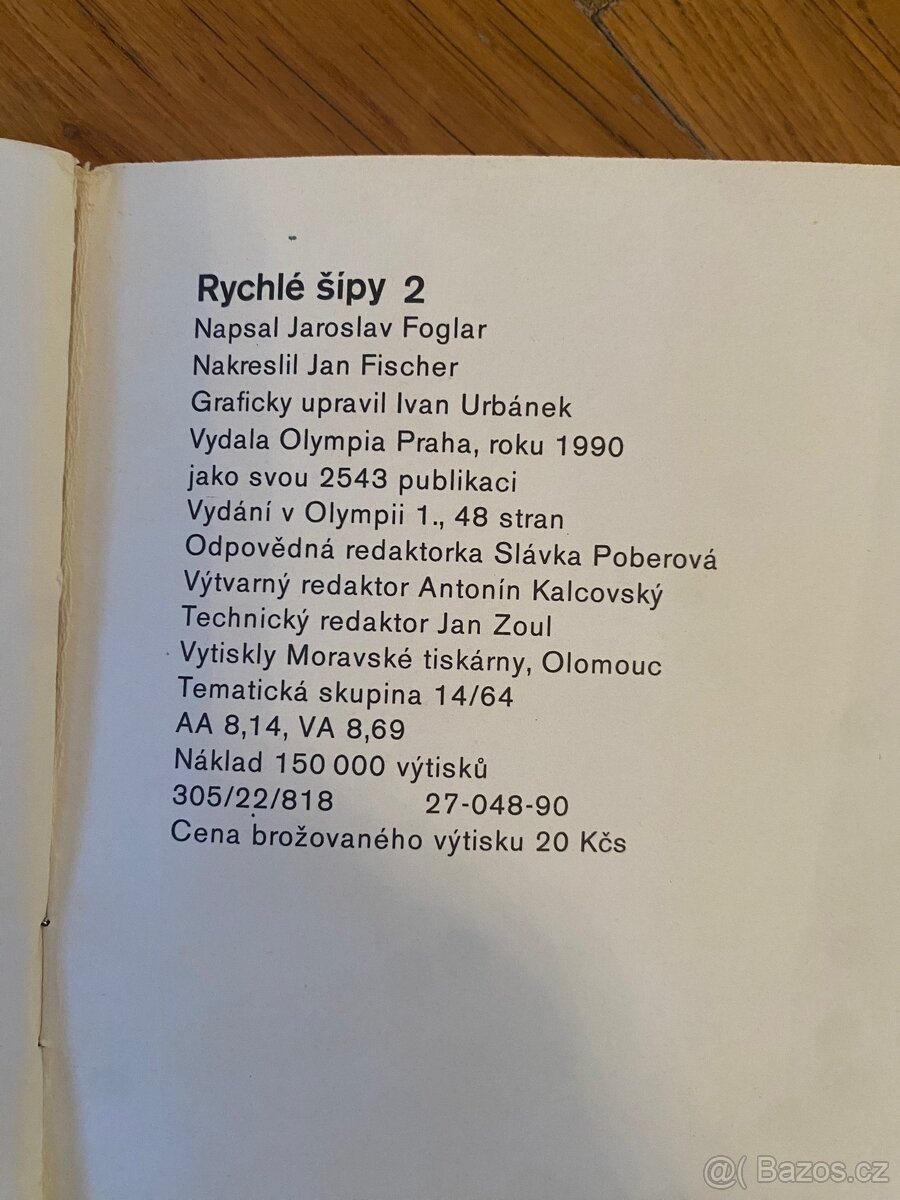 Rychlé šípy 2
Napsal Jaroslav Foglar
Nakreslil Jan Fischer
Graficky upravil Ivan Urbánek
Vydala Olympia Praha, roku 1990
jako svou 2543 publikaci
Vydání v Olympii 1., 48 stran
Odpovědná redaktorka Slávka Poberová
Výtvarný redaktor Antonín Kalcovský
Technický redaktor Jan Zoul
Vytiskly Moravské tiskárny, Olomouc
Tematická skupina 14/64
AA 8,14, VA 8,69
Náklad 150 000 výtisků
305/22/818 27-048-90
Cena brožovaného výtisku 20 Kčs
@( Bazos.cz